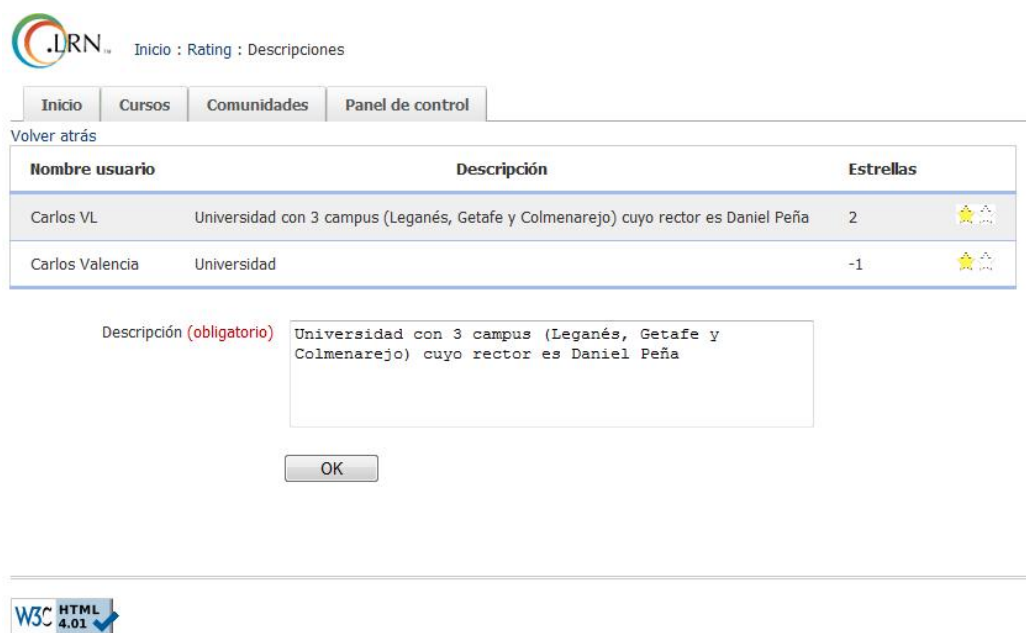 .LRN™ Inicio : Rating : Descripciones
Inicio Cursos Comunidades Panel de control
Volver atrás
Nombre usuario Descripción Estrellas
Carlos VL Universidad con 3 campus (Leganés, Getafe y Colmenarejo) cuyo rector es Daniel Peña 2
Carlos Valencia Universidad -1
Descripción (obligatorio) Universidad con 3 campus (Leganés, Getafe y
Colmenarejo) cuyo rector es Daniel Peña
OK
W3C HTML
4.01